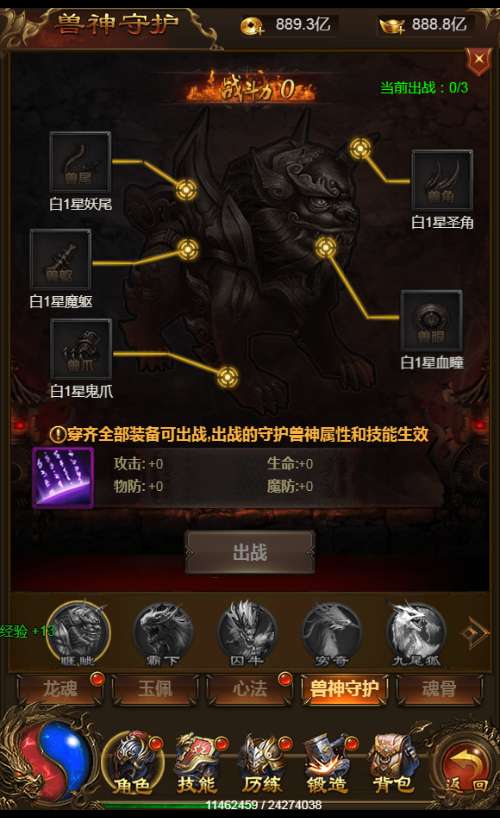 兽神守护
889.3亿
888.8亿
战斗力 0
当前出战：0/3
兽尾
白1星妖尾
兽角
白1星圣角
兽躯
白1星魔躯
兽眼
白1星血瞳
兽爪
白1星鬼爪
穿齐全部装备可出战,出战的守护兽神属性和技能生效
攻击: +0
生命:+0
物防: +0
魔防:+0
出战
经验 +13
睚眦
霸下
囚牛
穷奇
九尾狐
龙魂
玉佩
心法
兽神守护
魂骨
角色
技能
历练
锻造
背包
返回
11462459 / 24274038